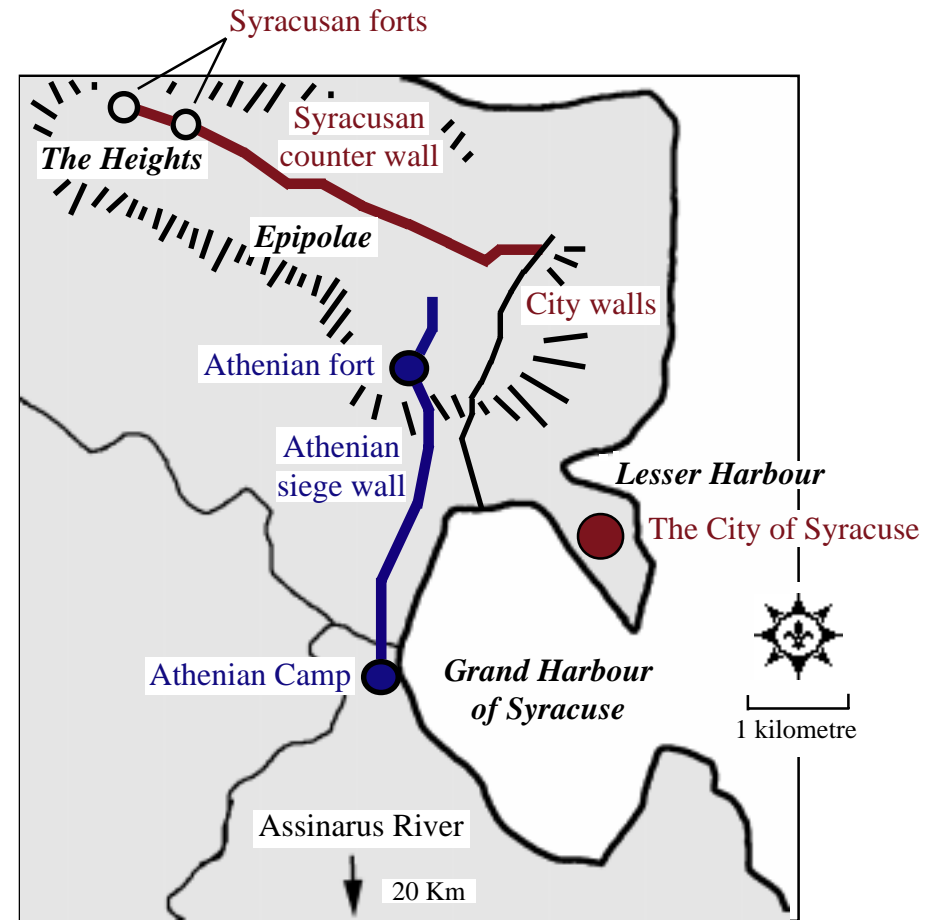 Syracusan forts
Syracusan
counter wall
The Heights
Epipolae
City walls
Athenian fort
Athenian
siege wall
Lesser Harbour
The City of Syracuse
Athenian Camp
Grand Harbour
of Syracuse
1 kilometre
Assinarus River
20 Km